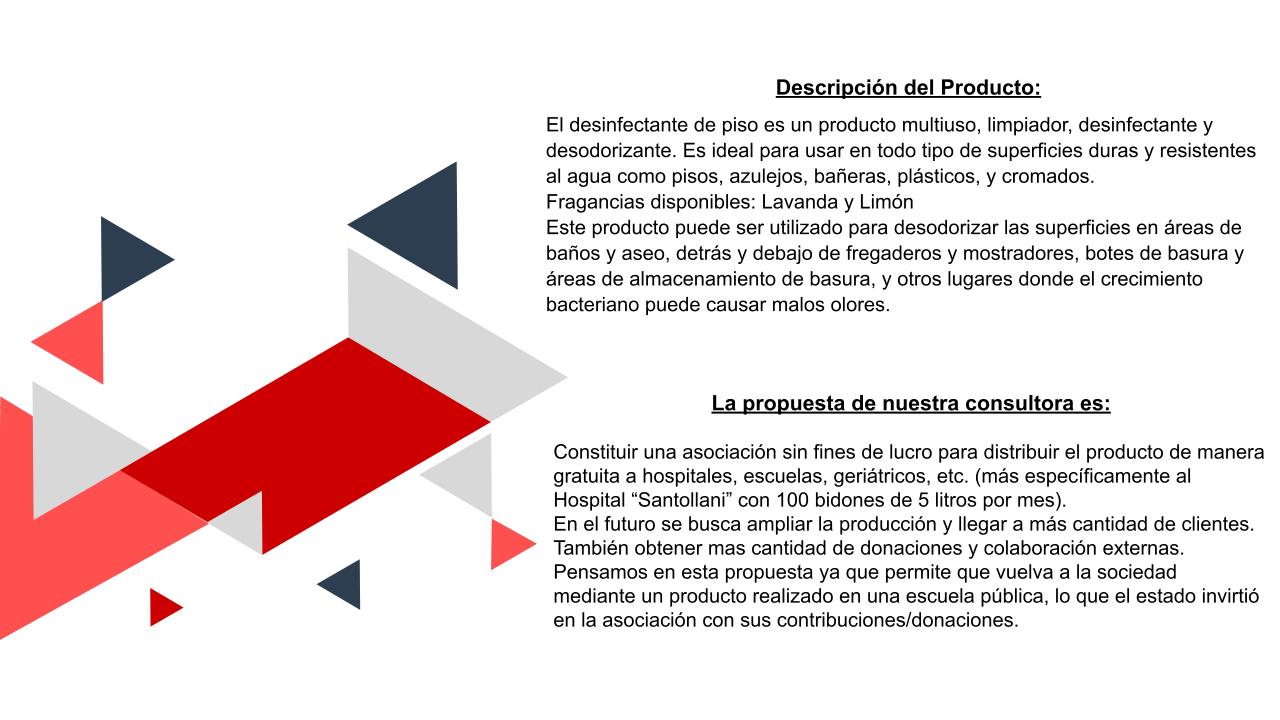 Descripción del Producto:
El desinfectante de piso es un producto multiuso, limpiador, desinfectante y
desodorizante. Es ideal para usar en todo tipo de superficies duras y resistentes
al agua como pisos, azulejos, bañeras, plásticos, y cromados.
Fragancias disponibles: Lavanda y Limón
Este producto puede ser utilizado para desodorizar las superficies en áreas de
baños y aseo, detrás y debajo de fregaderos y mostradores, botes de basura y
áreas de almacenamiento de basura, y otros lugares donde el crecimiento
bacteriano puede causar malos olores.
La propuesta de nuestra consultora es:
Constituir una asociación sin fines de lucro para distribuir el producto de manera
gratuita a hospitales, escuelas, geriátricos, etc. (más específicamente al
Hospital “Santollani” con 100 bidones de 5 litros por mes).
En el futuro se busca ampliar la producción y llegar a más cantidad de clientes.
También obtener mas cantidad de donaciones y colaboración externas.
Pensamos en esta propuesta ya que permite que vuelva a la sociedad
mediante un producto realizado en una escuela pública, lo que el estado invirtió
en la asociación con sus contribuciones/donaciones.